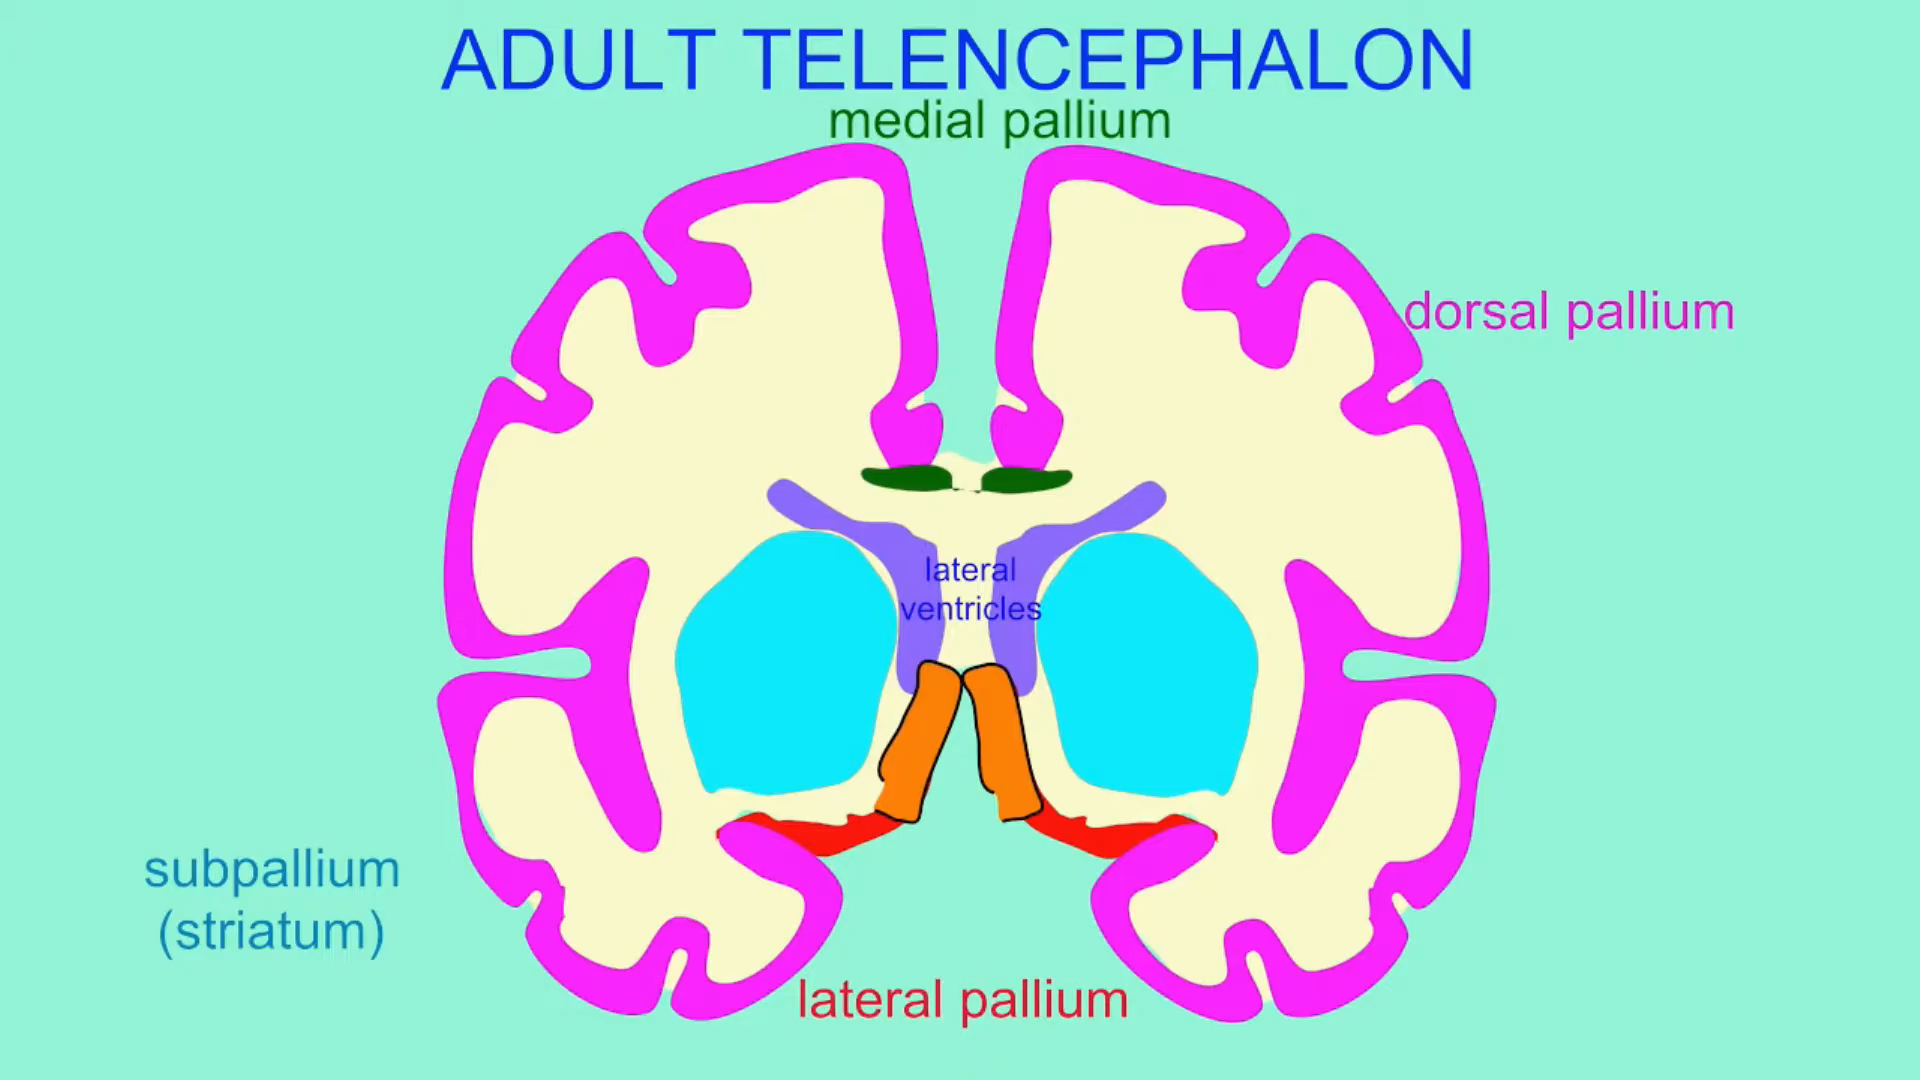 ADULT TELENCEPHALON
medial pallium
dorsal pallium
lateral
ventricles
subpallium
(striatum)
lateral pallium